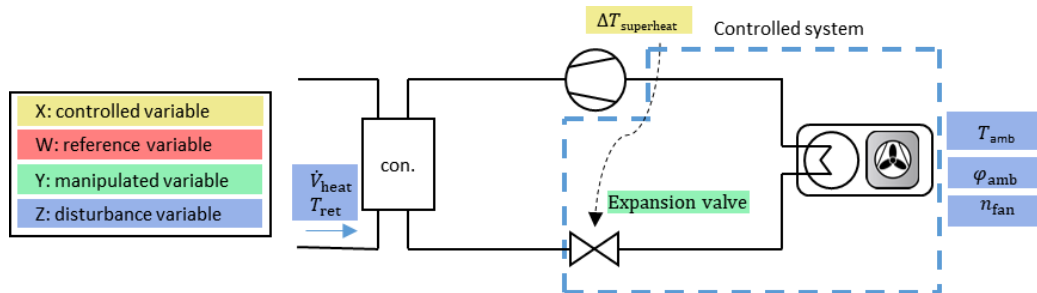 ΔT_superheat
Controlled system
X: controlled variable
W: reference variable
Y: manipulated variable
Z: disturbance variable
con.
V̇_heat
T_ret
Expansion valve
T_amb
φ_amb
n_fan